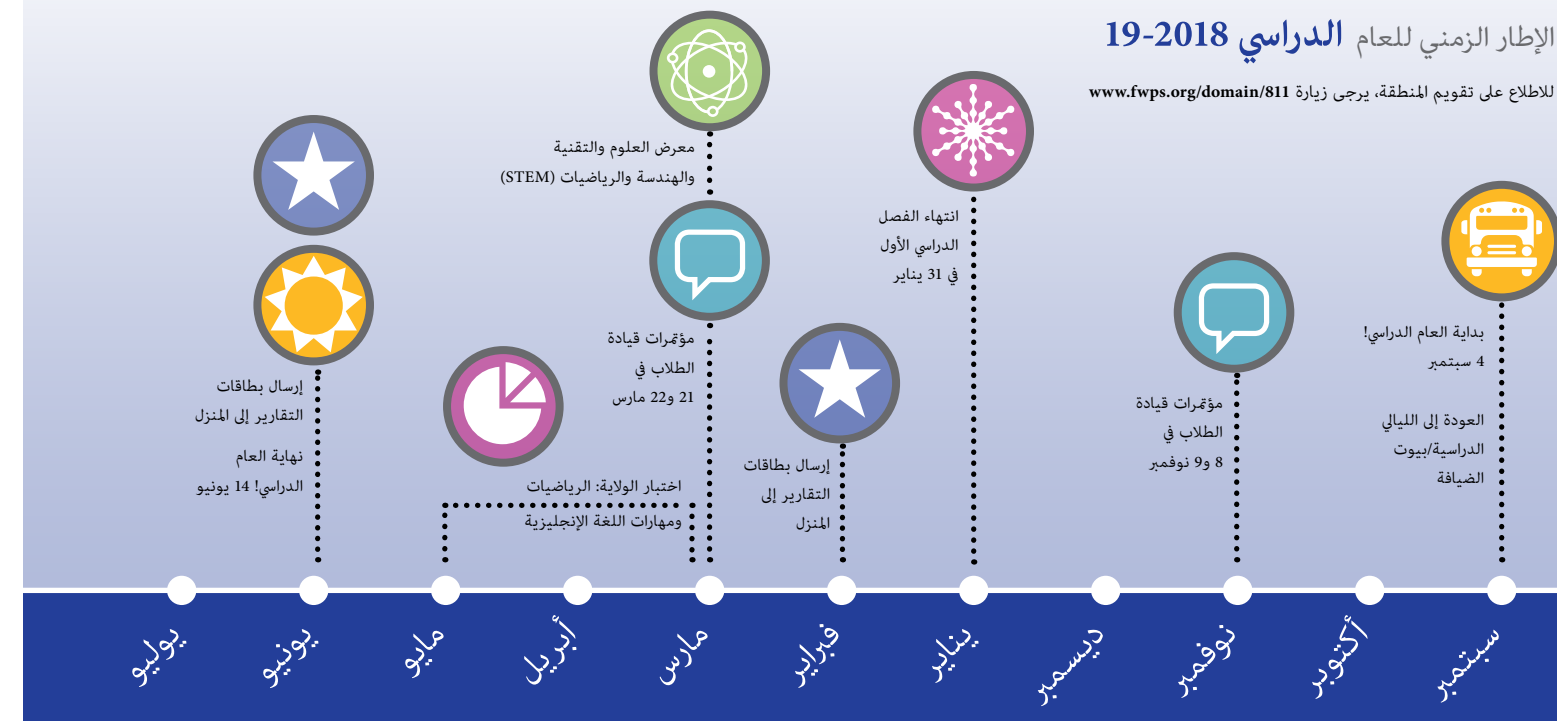 الإطار الزمني للعام الدراسي 2018-19
للاطلاع على تقويم المنطقة، يرجى زيارة www.fwps.org/domain/811
بداية العام الدراسي!
4 سبتمبر
العودة إلى الليالي
الدراسية/بيوت
الضيافة
مؤتمرات قيادة
الطلاب في
8 و9 نوفمبر
انتهاء الفصل
الدراسي الأول
في 31 يناير
إرسال بطاقات
التقارير إلى
المنزل
معرض العلوم والتقنية
والهندسة والرياضيات (STEM)
مؤتمرات قيادة
الطلاب في
21 و22 مارس
اختبار الولاية: الرياضيات
ومهارات اللغة الإنجليزية
إرسال بطاقات
التقارير إلى المنزل
نهاية العام
الدراسي! 14 يونيو
سبتمبر
أكتوبر
نوفمبر
ديسمبر
يناير
فبراير
مارس
أبريل
مايو
يونيو
يوليو